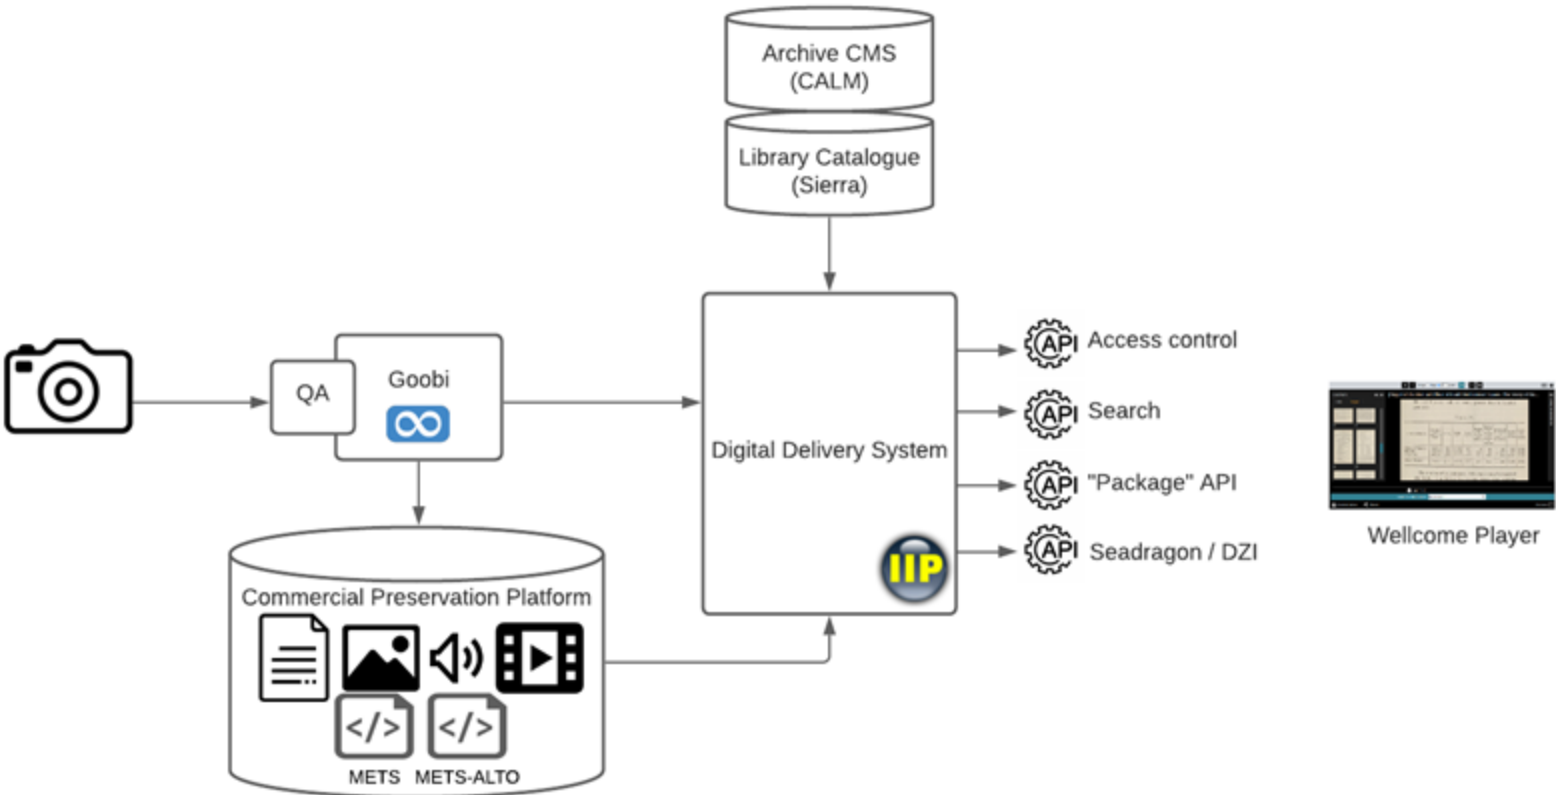 Archive CMS
(CALM)
Library Catalogue
(Sierra)
QA
Goobi
Digital Delivery System
IIP
API Access control
API Search
API "Package" API
API Seadragon / DZI
Wellcome Player
Commercial Preservation Platform
</>
</>
METS METS-ALTO